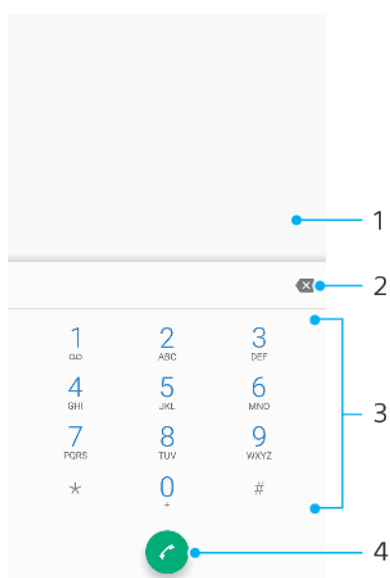 1
2
1 2 3
ABC DEF
4 5 6
GHI JKL MNO
3
7 8 9
PQRS TUV WXYZ
* 0 #
+
4